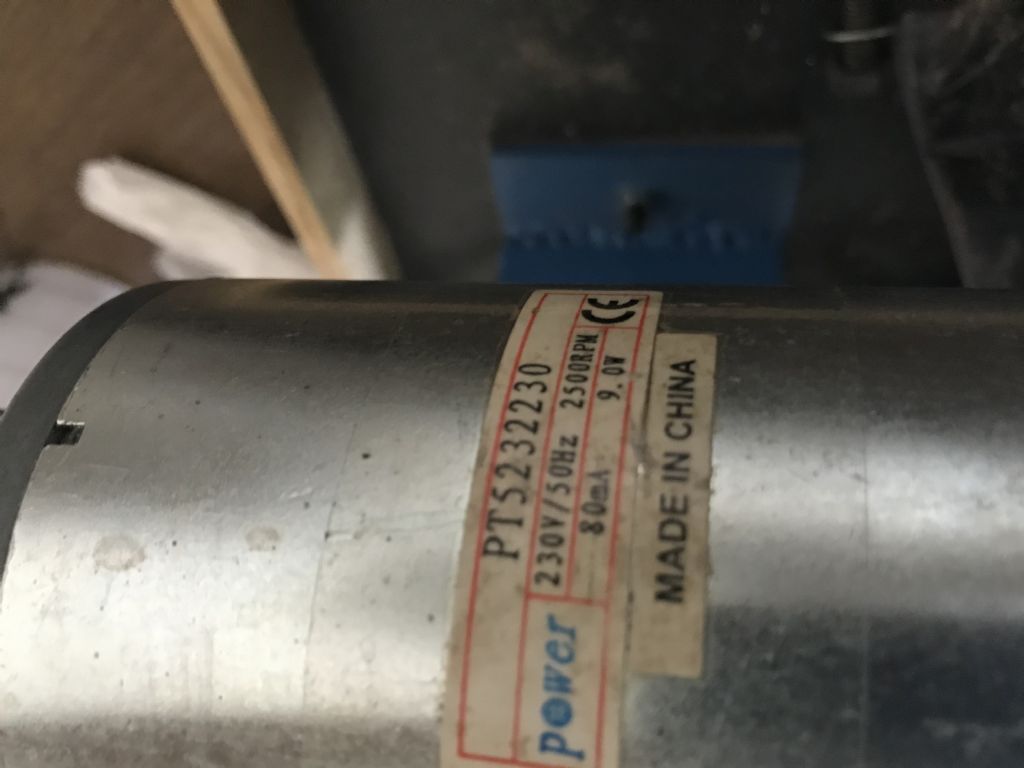 PT5232230
230V/50Hz 2500RPM
80mA 9.0W
CE
power
MADE IN CHINA